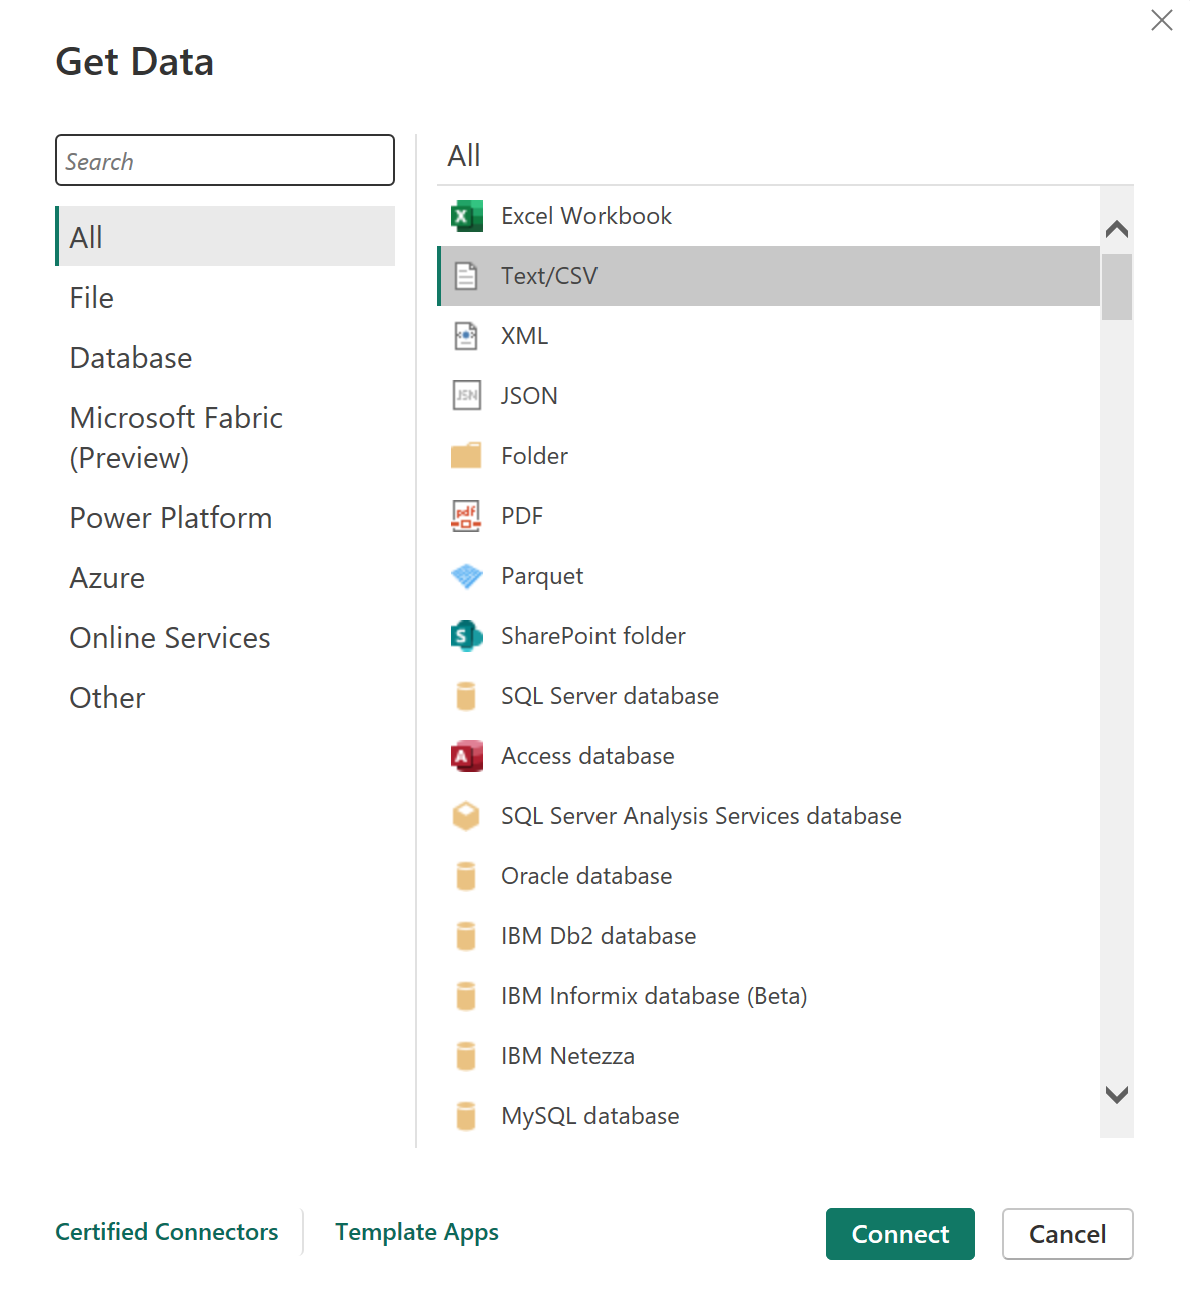 Get Data
Search
All
File
Database
Microsoft Fabric
(Preview)
Power Platform
Azure
Online Services
Other
All
Excel Workbook
Text/CSV
XML
JSN
JSON
Folder
pdf
PDF
Parquet
SharePoint folder
SQL Server database
Access database
SQL Server Analysis Services database
Oracle database
IBM Db2 database
IBM Informix database (Beta)
IBM Netezza
MySQL database
Certified Connectors
Template Apps
Connect
Cancel